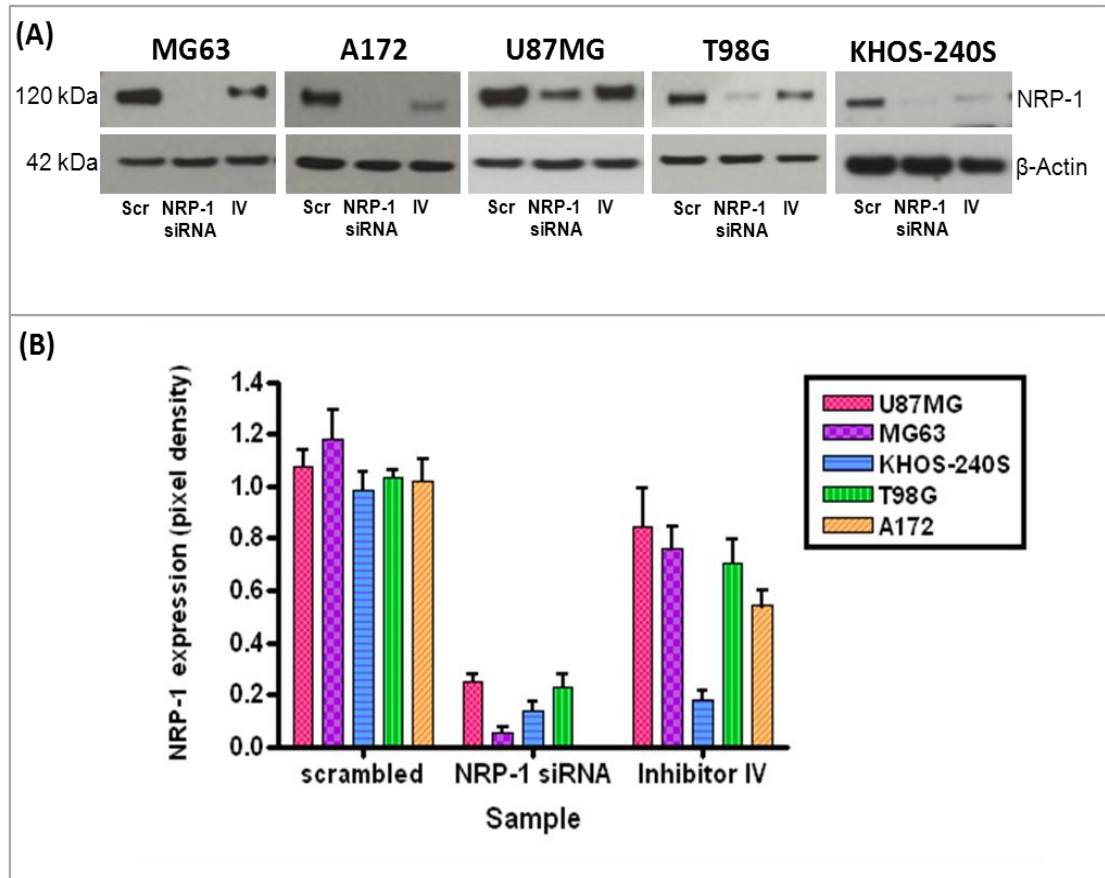 (A)
MG63 A172 U87MG T98G KHOS-240S
120 kDa NRP-1
42 kDa β-Actin
Scr NRP-1 IV Scr NRP-1 IV Scr NRP-1 IV Scr NRP-1 IV Scr NRP-1 IV
siRNA siRNA siRNA siRNA siRNA
(B)
NRP-1 expression (pixel density)
1.4
1.2
1.0
0.8
0.6
0.4
0.2
0.0
scrambled NRP-1 siRNA Inhibitor IV
Sample
U87MG
MG63
KHOS-240S
T98G
A172